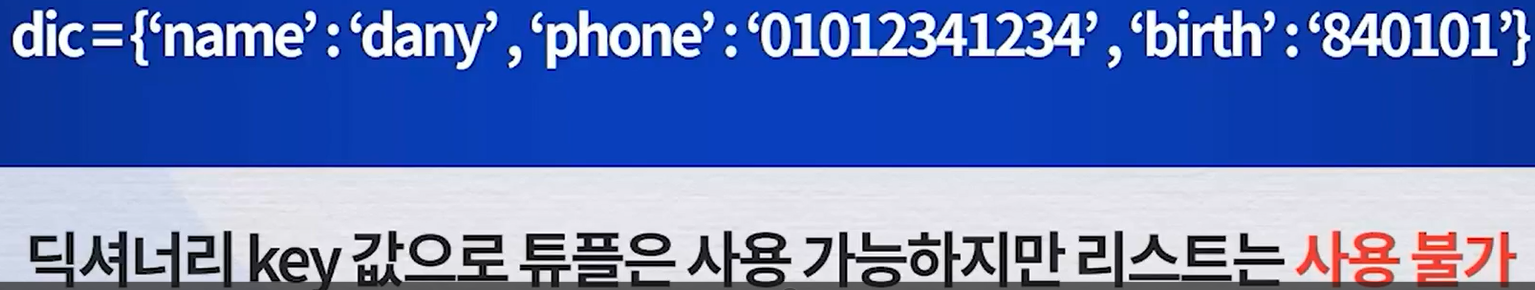 dic = {‘name’ : ‘dany’ , ‘phone’ : ‘01012341234’ , ‘birth’ : ‘840101’}
딕셔너리 key 값으로 튜플은 사용 가능하지만 리스트는 사용 불가